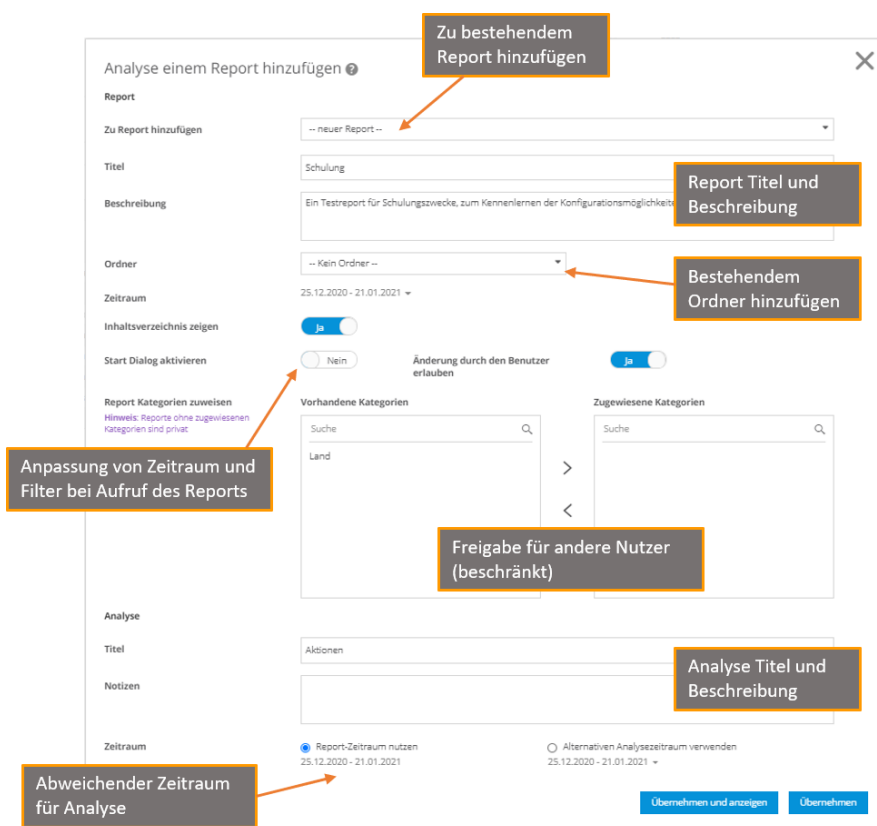 Zu bestehendem
Report hinzufügen
Analyse einem Report hinzufügen
Report
Zu Report hinzufügen
-- neuer Report --
Titel
Schulung
Report Titel und
Beschreibung
Beschreibung
Ein Testreport für Schulungszwecke, zum Kennenlernen der Konfigurationsmöglichkeite
Ordner
-- Kein Ordner --
Bestehendem
Ordner hinzufügen
Zeitraum
25.12.2020 - 21.01.2021
Inhaltsverzeichnis zeigen
Ja
Start Dialog aktivieren
Nein
Änderung durch den Benutzer
erlauben
Ja
Report Kategorien zuweisen
Hinweis: Reporte ohne zugewiesenen
Kategorien sind privat
Vorhandene Kategorien
Zugewiesene Kategorien
Suche
Suche
Land
Anpassung von Zeitraum und
Filter bei Aufruf des Reports
Freigabe für andere Nutzer
(beschränkt)
Analyse
Titel
Aktionen
Analyse Titel und
Beschreibung
Notizen
Zeitraum
Report-Zeitraum nutzen
25.12.2020 - 21.01.2021
Alternativen Analysezeitraum verwenden
25.12.2020 - 21.01.2021
Abweichender Zeitraum
für Analyse
Übernehmen und anzeigen
Übernehmen